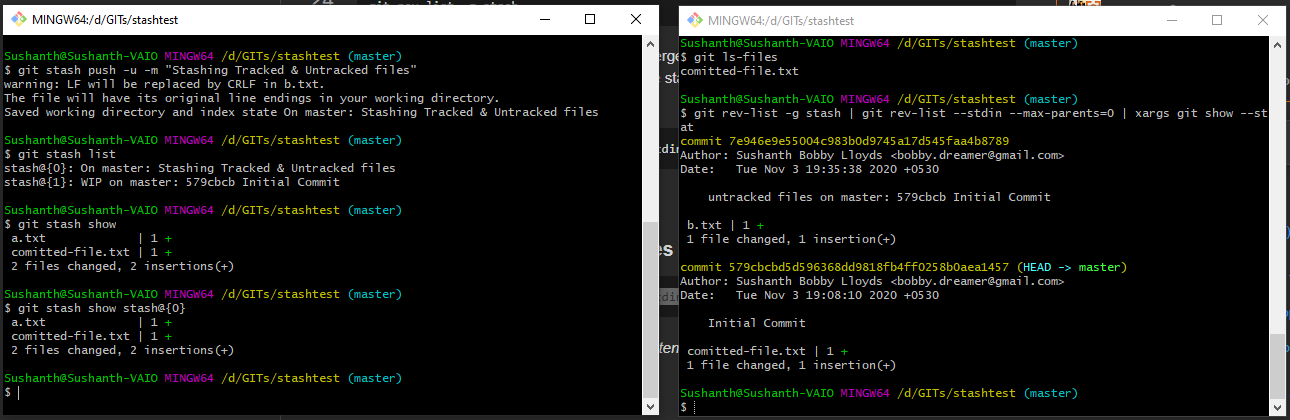 MINGW64:/d/GITs/stashtest
Sushanth@Sushanth-VAIO MINGW64 /d/GITs/stashtest (master)
$ git stash push -u -m "Stashing Tracked & Untracked files"
warning: LF will be replaced by CRLF in b.txt.
The file will have its original line endings in your working directory.
Saved working directory and index state On master: Stashing Tracked & Untracked files
Sushanth@Sushanth-VAIO MINGW64 /d/GITs/stashtest (master)
$ git stash list
stash@{0}: On master: Stashing Tracked & Untracked files
stash@{1}: WIP on master: 579cbcb Initial Commit
Sushanth@Sushanth-VAIO MINGW64 /d/GITs/stashtest (master)
$ git stash show
a.txt | 1 +
comitted-file.txt | 1 +
2 files changed, 2 insertions(+)
Sushanth@Sushanth-VAIO MINGW64 /d/GITs/stashtest (master)
$ git stash show stash@{0}
a.txt | 1 +
comitted-file.txt | 1 +
2 files changed, 2 insertions(+)
Sushanth@Sushanth-VAIO MINGW64 /d/GITs/stashtest (master)
$
MINGW64:/d/GITs/stashtest
Sushanth@Sushanth-VAIO MINGW64 /d/GITs/stashtest (master)
$ git ls-files
comitted-file.txt
Sushanth@Sushanth-VAIO MINGW64 /d/GITs/stashtest (master)
$ git rev-list -g stash | git rev-list --stdin --max-parents=0 | xargs git show --st
at
commit 7e946e9e55004c983b0d9745a17d545faa4b8789
Author: Sushanth Bobby Lloyds <bobby.dreamer@gmail.com>
Date: Tue Nov 3 19:35:38 2020 +0530
untracked files on master: 579cbcb Initial Commit
b.txt | 1 +
1 file changed, 1 insertion(+)
commit 579cbcbd5d596368dd9818fb4ff0258b0aea1457 (HEAD -> master)
Author: Sushanth Bobby Lloyds <bobby.dreamer@gmail.com>
Date: Tue Nov 3 19:08:10 2020 +0530
Initial Commit
comitted-file.txt | 1 +
1 file changed, 1 insertion(+)
Sushanth@Sushanth-VAIO MINGW64 /d/GITs/stashtest (master)
$